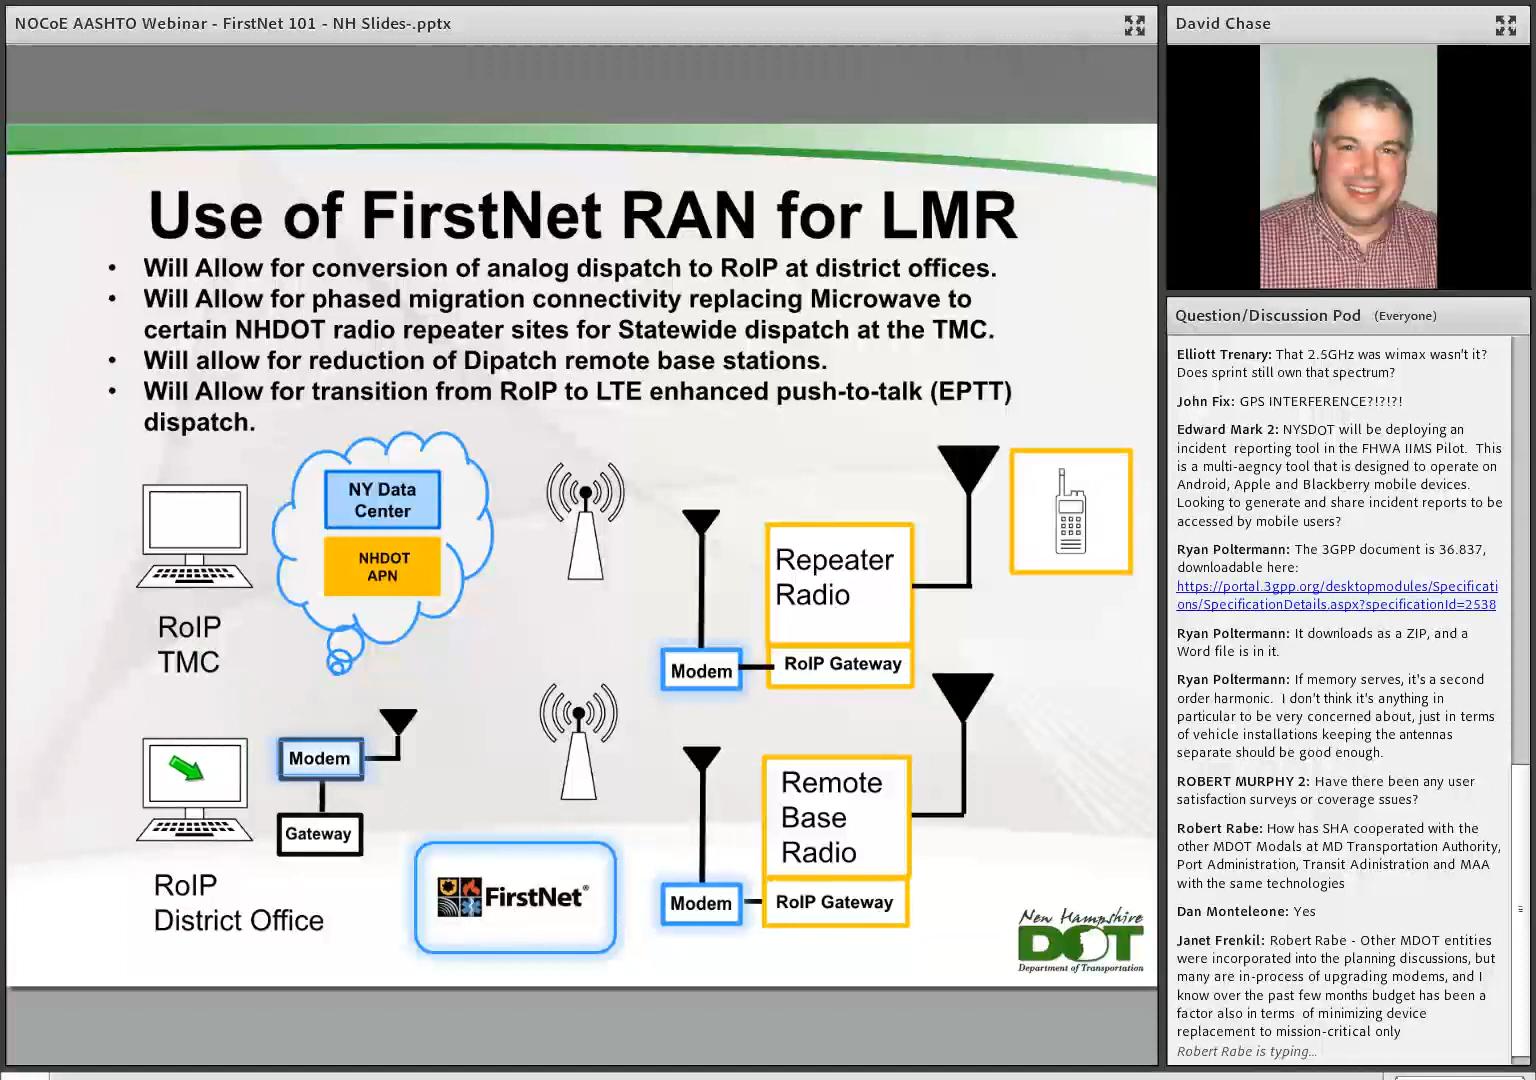 NOCoE AASHTO Webinar - FirstNet 101 - NH Slides-.pptx
Use of FirstNet RAN for LMR
• Will Allow for conversion of analog dispatch to RoIP at district offices.
• Will Allow for phased migration connectivity replacing Microwave to
certain NHDOT radio repeater sites for Statewide dispatch at the TMC.
• Will allow for reduction of Dipatch remote base stations.
• Will Allow for transition from RoIP to LTE enhanced push-to-talk (EPTT)
dispatch.
NY Data
Center
NHDOT
APN
RoIP
TMC
Repeater
Radio
Modem
RoIP Gateway
Modem
Gateway
RoIP
District Office
FirstNet®
Remote
Base
Radio
Modem
RoIP Gateway
New Hampshire
DOT
Department of Transportation
David Chase
Question/Discussion Pod (Everyone)
Elliott Trenary: That 2.5GHz was wimax wasn't it?
Does sprint still own that spectrum?
John Fix: GPS INTERFERENCE?!?!?!
Edward Mark 2: NYSDOT will be deploying an
incident reporting tool in the FHWA IIMS Pilot. This
is a multi-aegncy tool that is designed to operate on
Android, Apple and Blackberry mobile devices.
Looking to generate and share incident reports to be
accessed by mobile users?
Ryan Poltermann: The 3GPP document is 36.837,
downloadable here:
https://portal.3gpp.org/desktopmodules/Specificati
ons/SpecificationDetails.aspx?specificationId=2538
Ryan Poltermann: It downloads as a ZIP, and a
Word file is in it.
Ryan Poltermann: If memory serves, it's a second
order harmonic. I don't think it's anything in
particular to be very concerned about, just in terms
of vehicle installations keeping the antennas
separate should be good enough.
ROBERT MURPHY 2: Have there been any user
satisfaction surveys or coverage ssues?
Robert Rabe: How has SHA cooperated with the
other MDOT Modals at MD Transportation Authority,
Port Administration, Transit Adinistration and MAA
with the same technologies
Dan Monteleone: Yes
Janet Frenkil: Robert Rabe - Other MDOT entities
were incorporated into the planning discussions, but
many are in-process of upgrading modems, and I
know over the past few months budget has been a
factor also in terms of minimizing device
replacement to mission-critical only
Robert Rabe is typing...